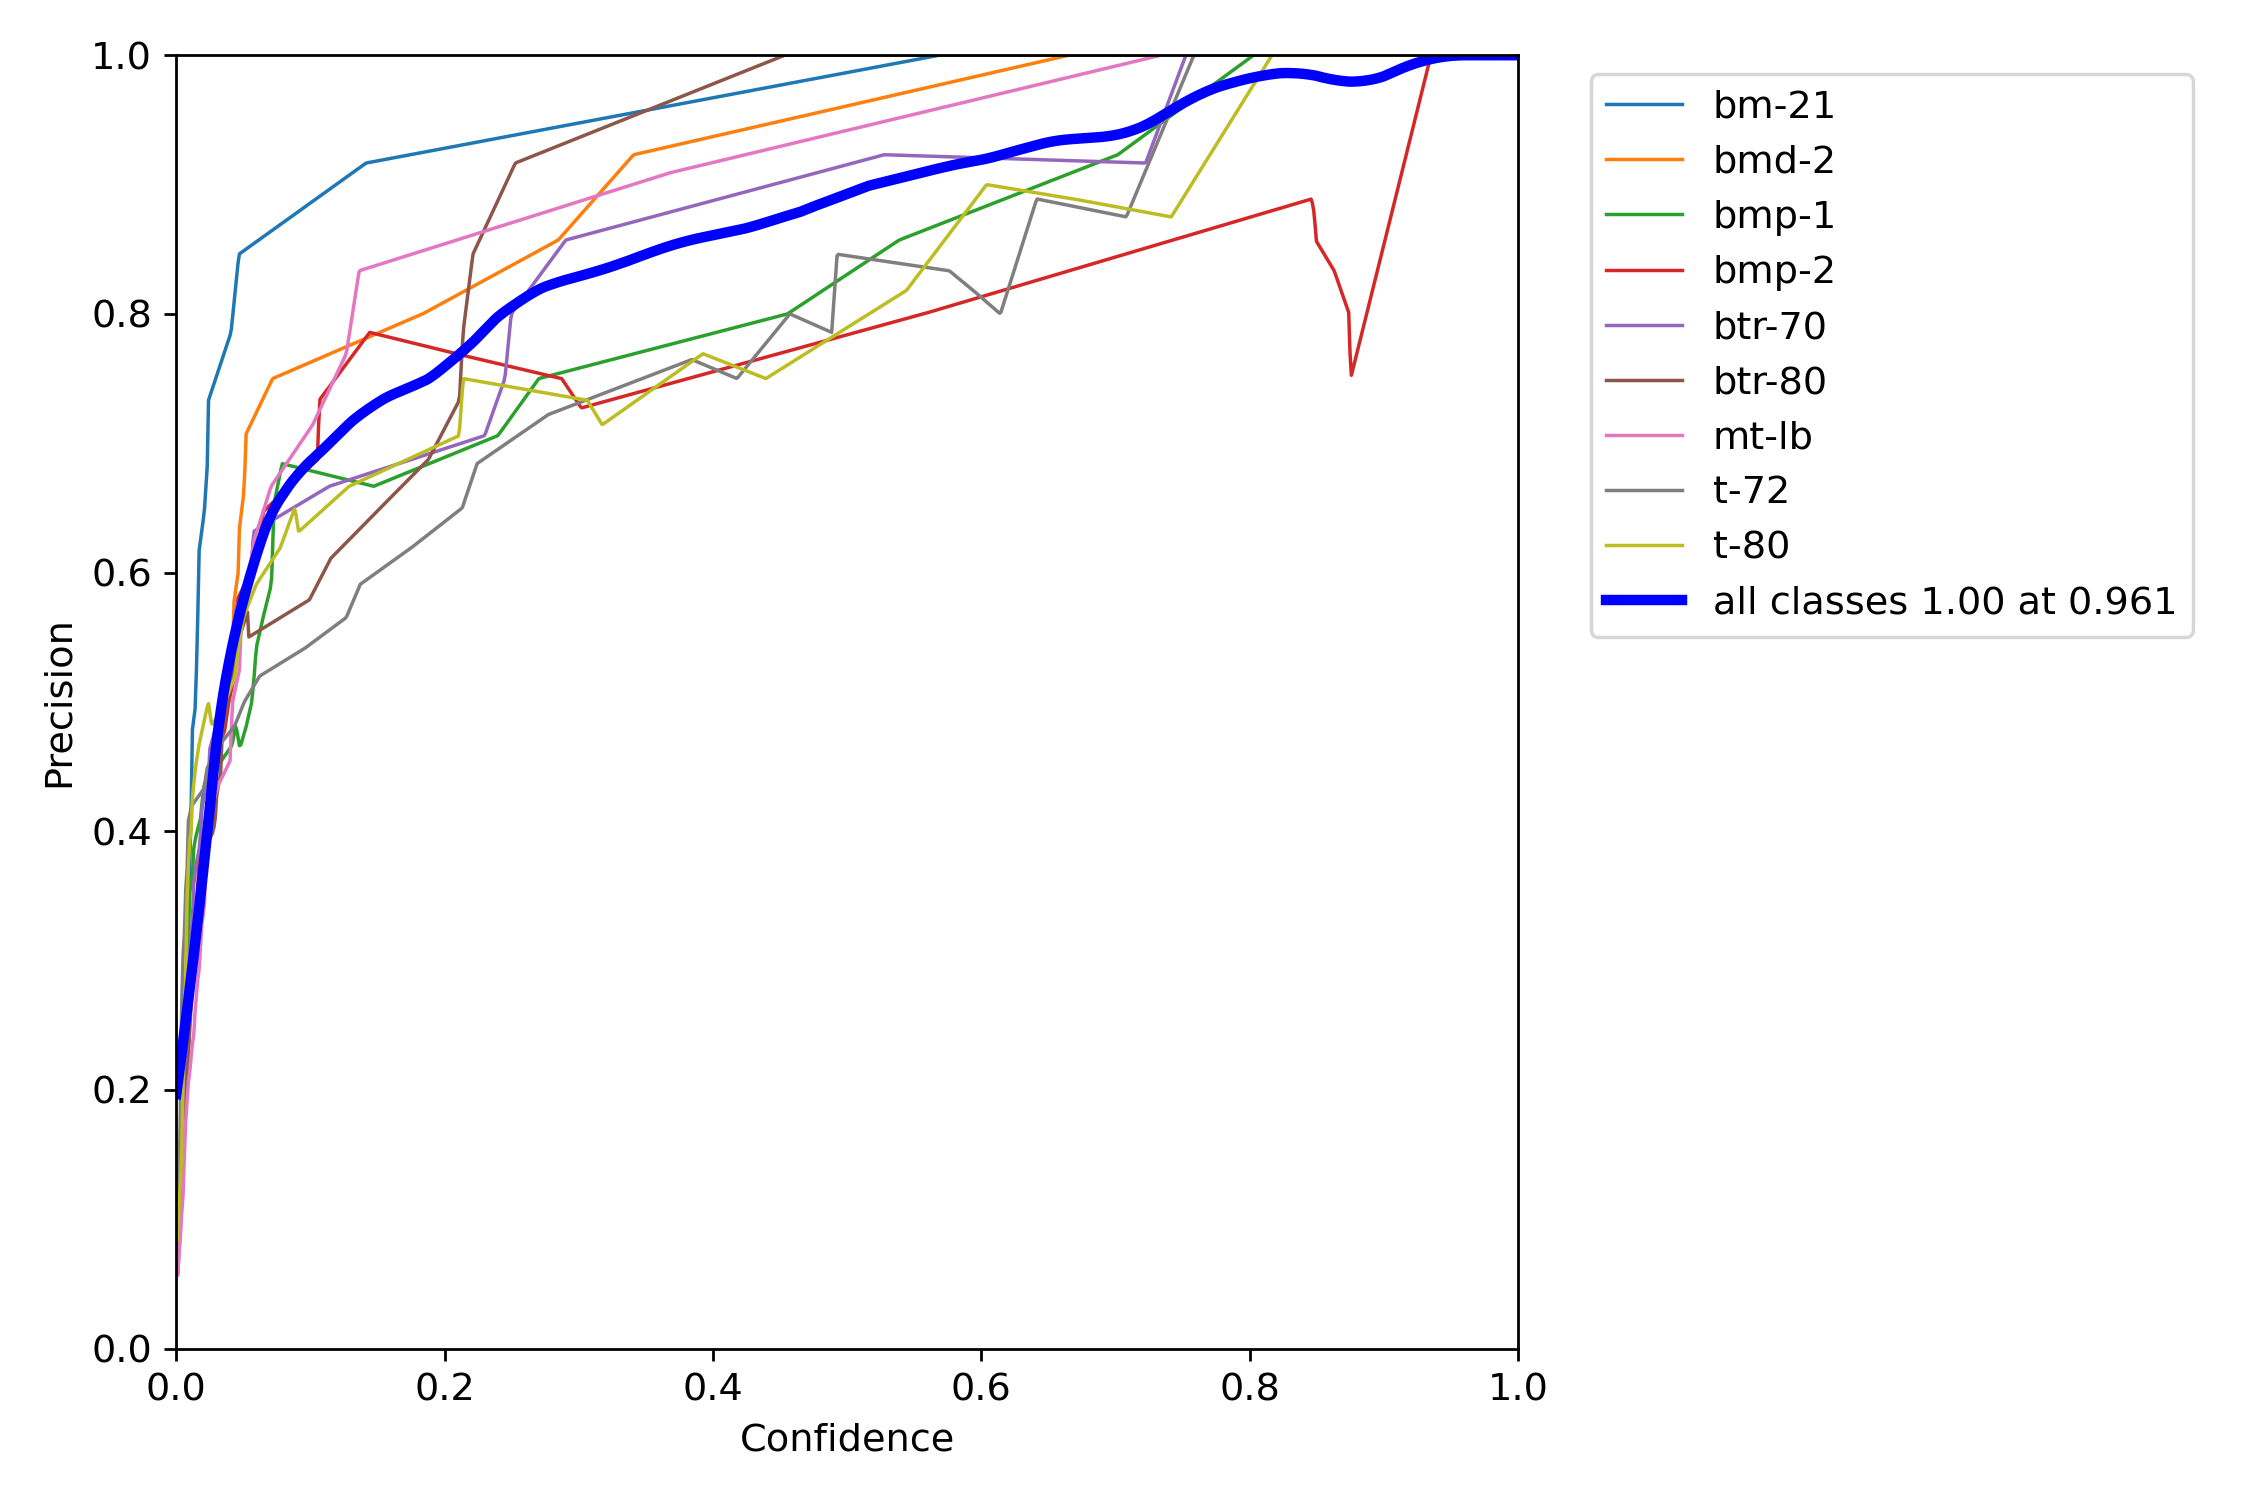 1.0
0.8
0.6
0.4
0.2
0.0
Precision
0.0 0.2 0.4 0.6 0.8 1.0
Confidence
bm-21
bmd-2
bmp-1
bmp-2
btr-70
btr-80
mt-lb
t-72
t-80
all classes 1.00 at 0.961